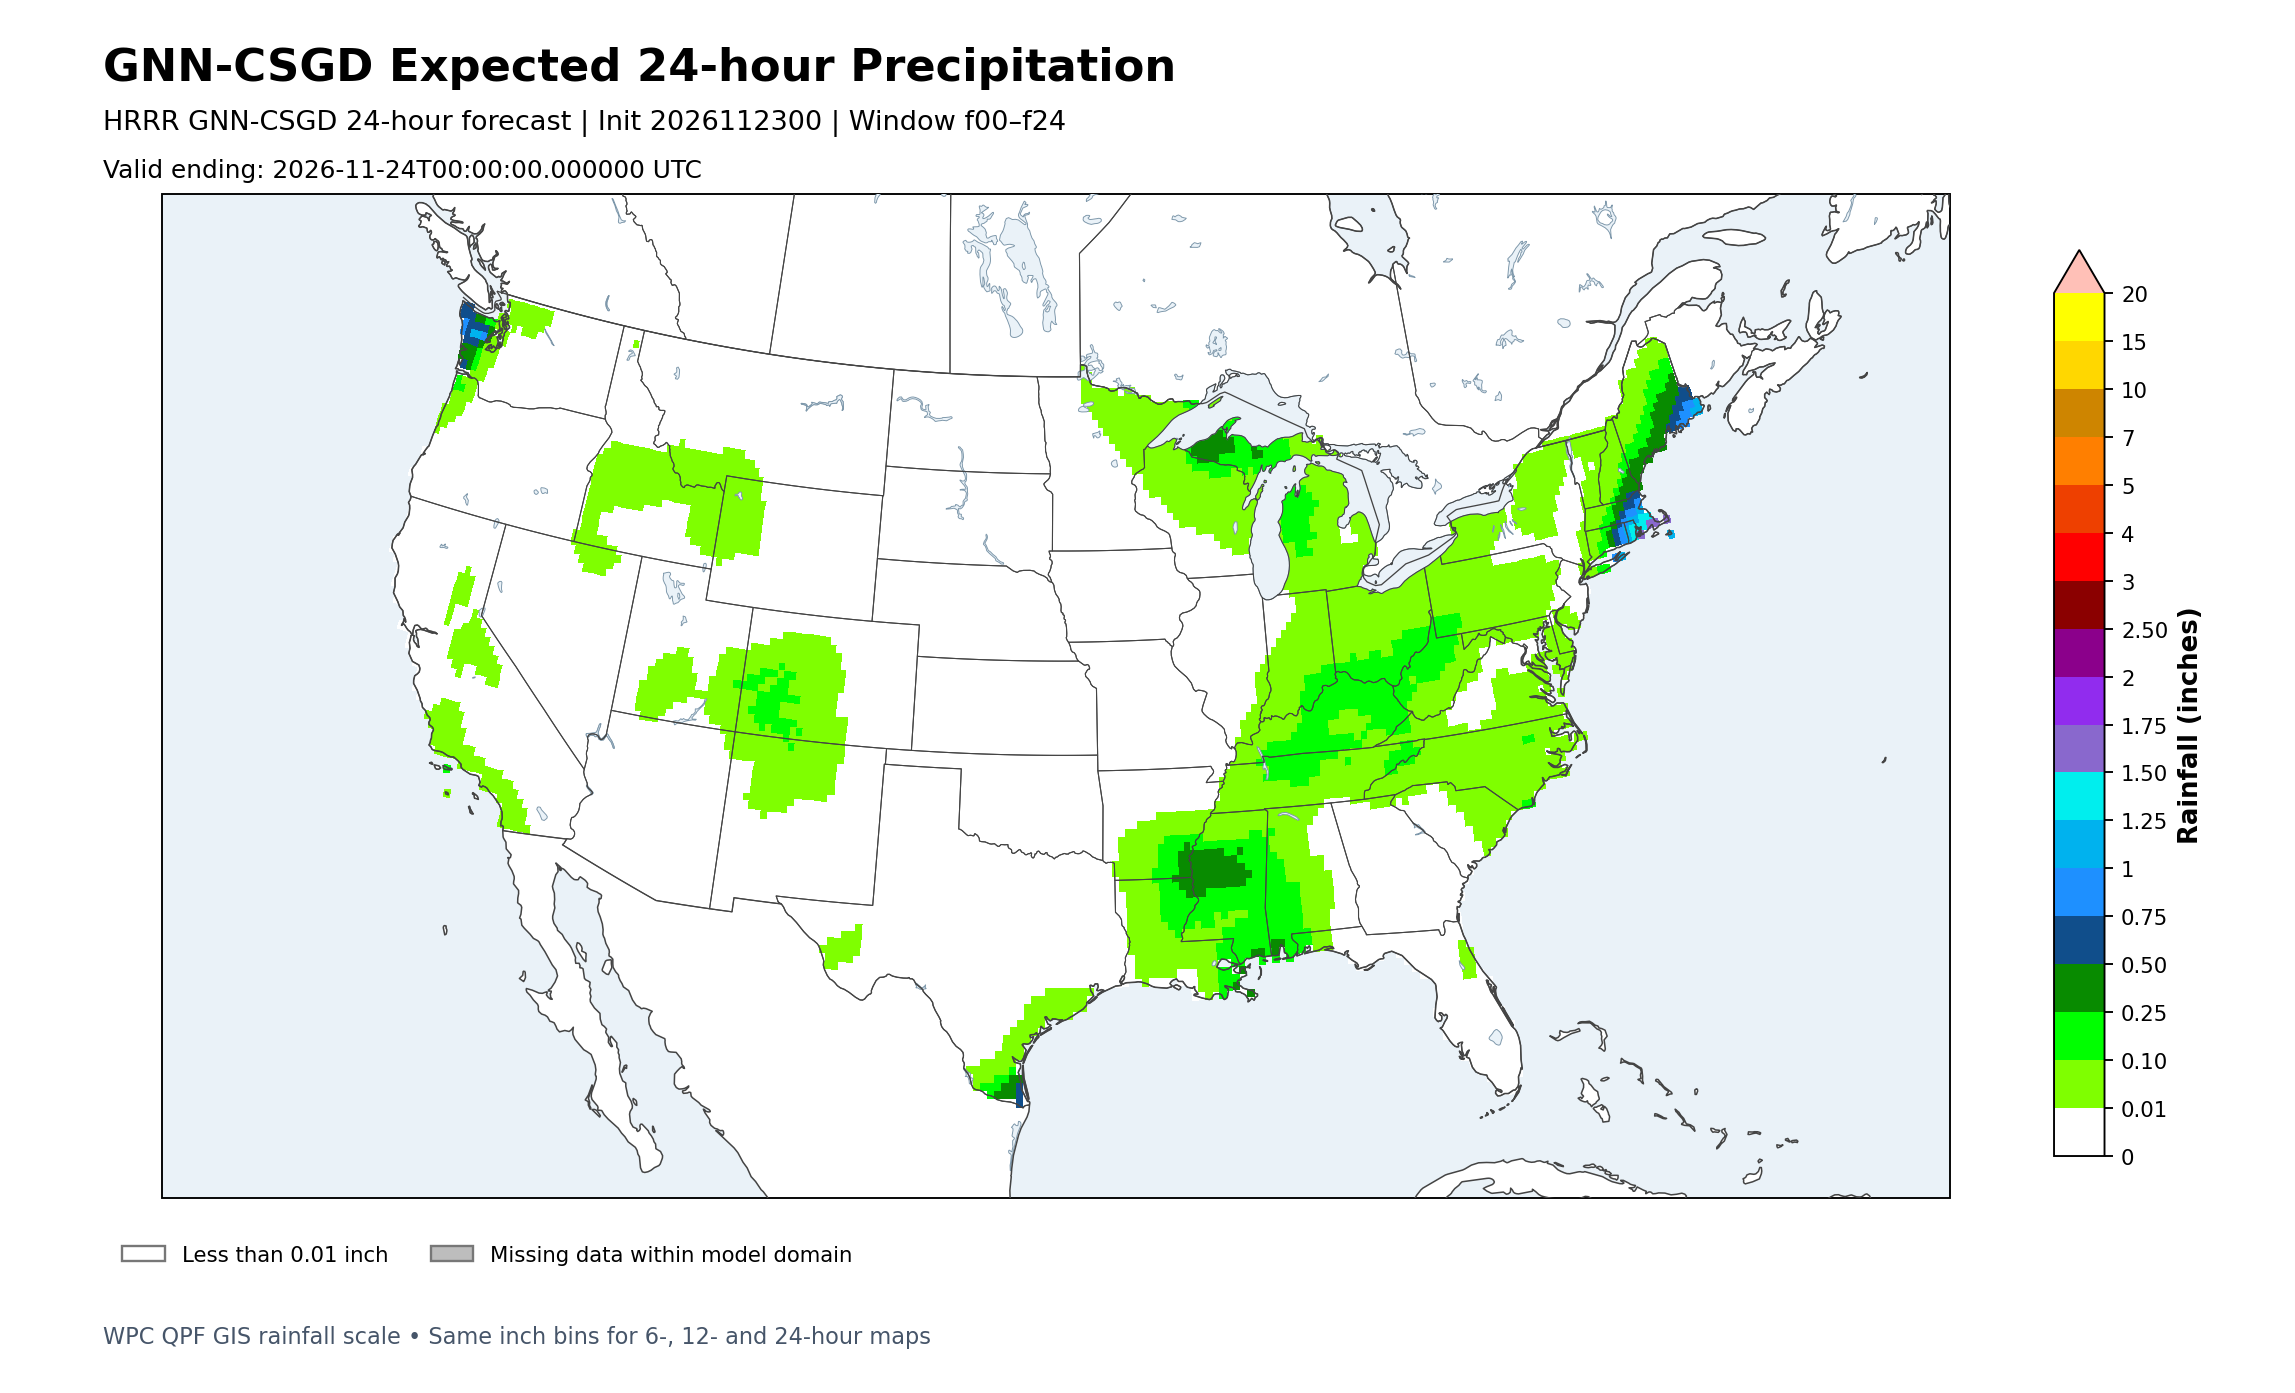 GNN-CSGD Expected 24-hour Precipitation
HRRR GNN-CSGD 24-hour forecast | Init 2026112300 | Window f00–f24
Valid ending: 2026-11-24T00:00:00.000000 UTC
20
15
10
7
5
4
3
2.50
2
1.75
1.50
1.25
1
0.75
0.50
0.25
0.10
0.01
0
Rainfall (inches)
Less than 0.01 inch
Missing data within model domain
WPC QPF GIS rainfall scale • Same inch bins for 6-, 12- and 24-hour maps